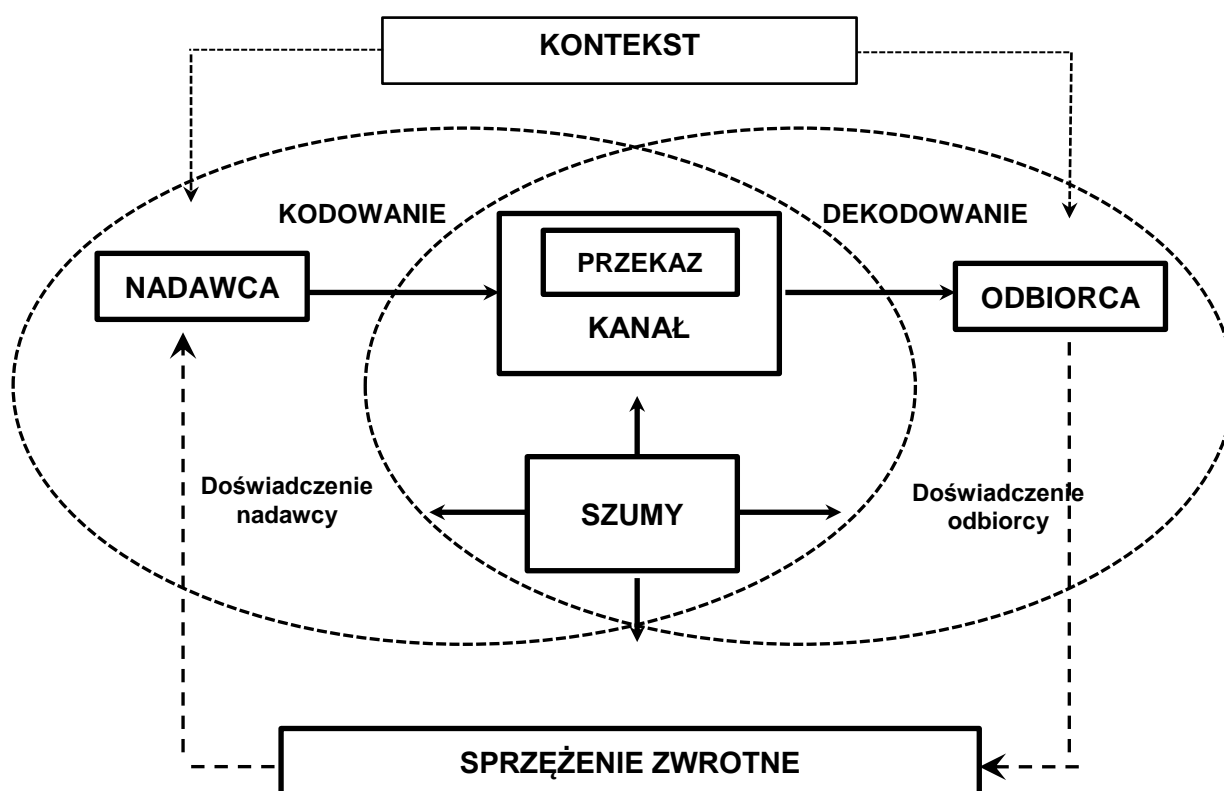 KONTEKST
KODOWANIE
DEKODOWANIE
PRZEKAZ
NADAWCA
ODBIORCA
KANAŁ
Doświadczenie
nadawcy
SZUMY
Doświadczenie
odbiorcy
SPRZĘŻENIE ZWROTNE